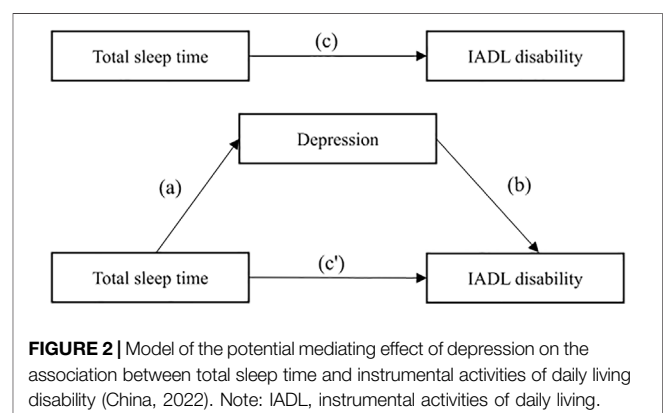 (c)
Total sleep time IADL disability
Depression
(a) (b)
(c')
Total sleep time IADL disability
FIGURE 2 | Model of the potential mediating effect of depression on the
association between total sleep time and instrumental activities of daily living
disability (China, 2022). Note: IADL, instrumental activities of daily living.